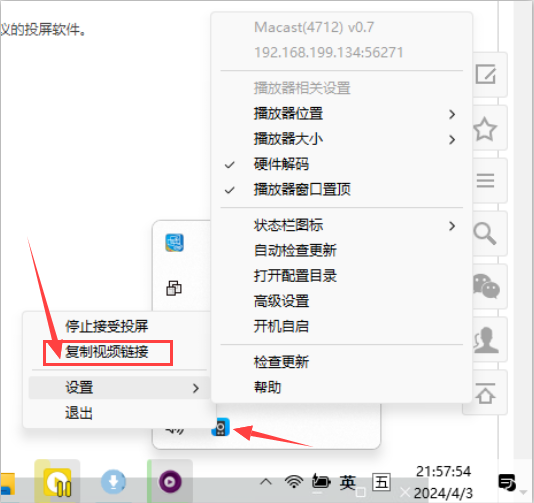 议的投屏软件。
Macast(4712) v0.7
192.168.199.134:56271
播放器相关设置
播放器位置
播放器大小
硬件解码
播放器窗口置顶
状态栏图标
自动检查更新
打开配置目录
高级设置
开机自启
检查更新
帮助
停止接受投屏
复制视频链接
设置
退出
英
五
21:57:54
2024/4/3